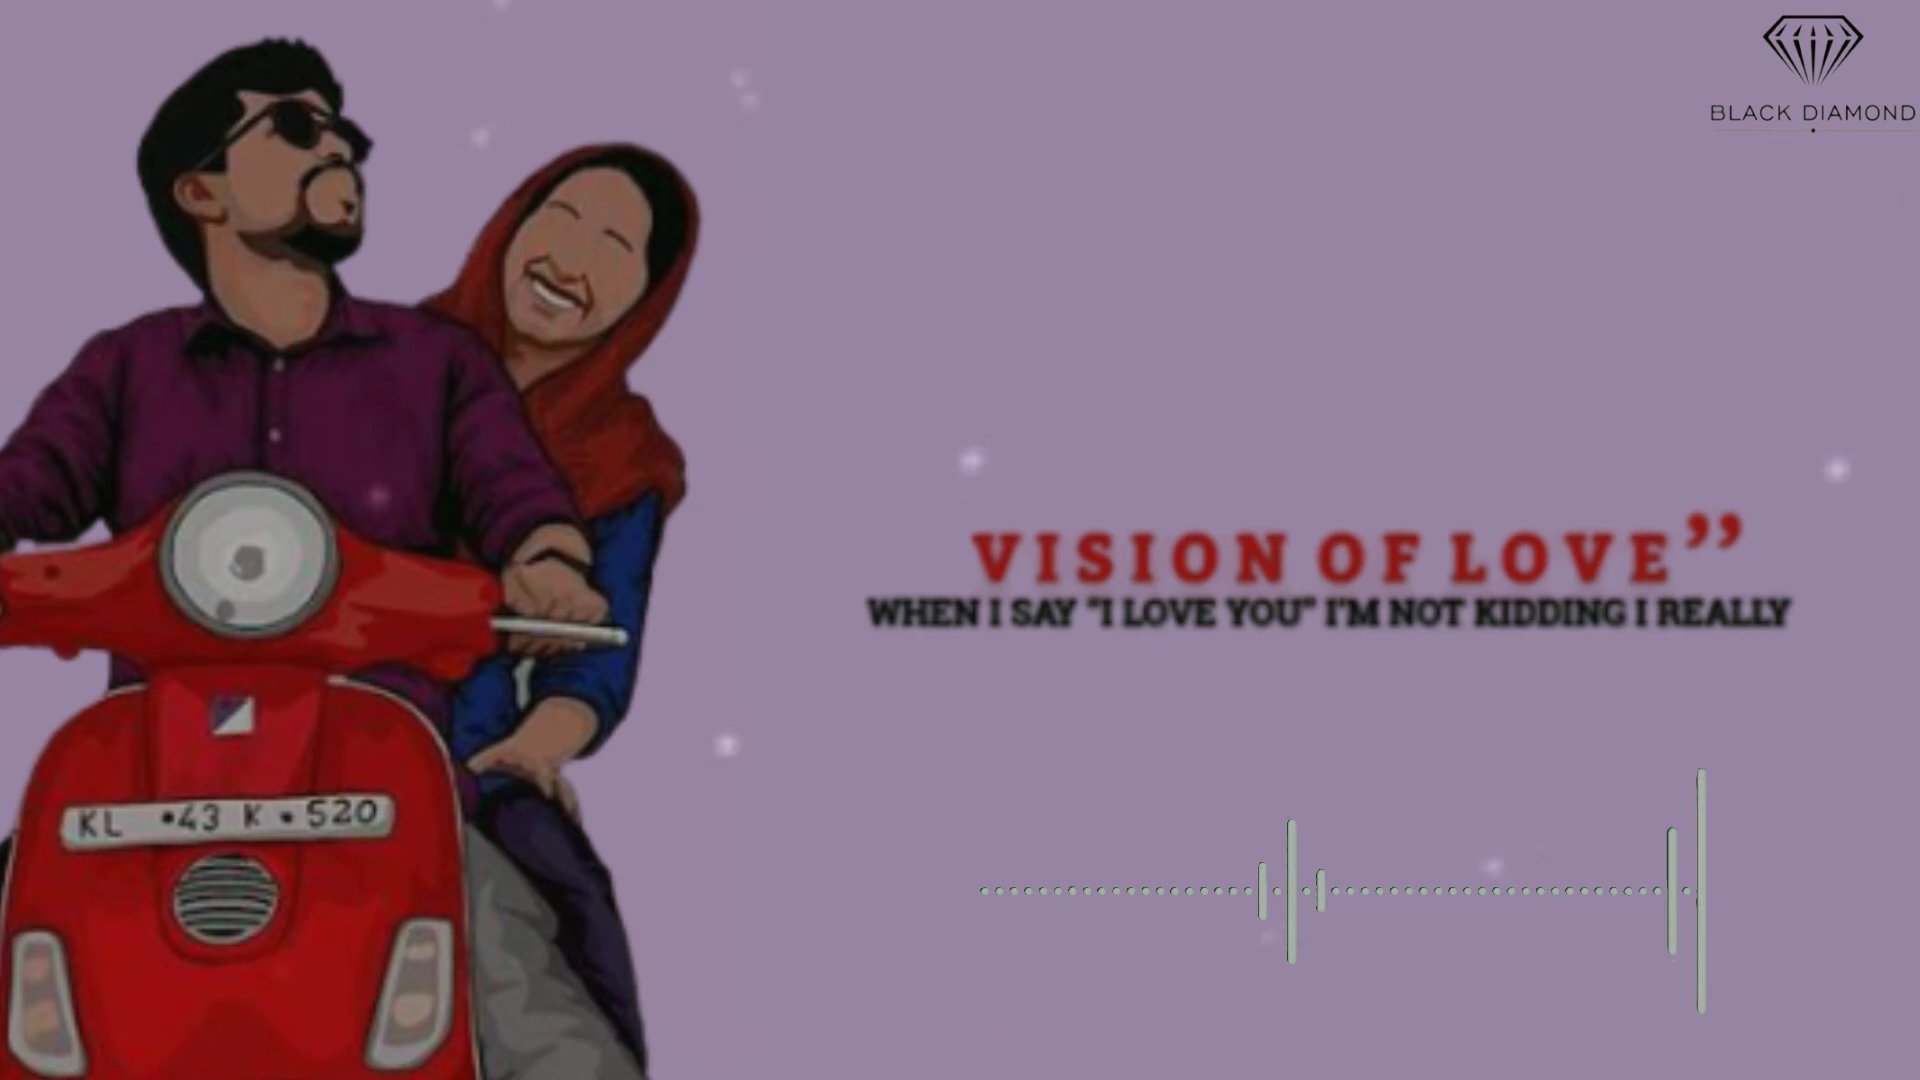 BLACK DIAMOND
VISION OF LOVE”
WHEN I SAY "I LOVE YOU" I'M NOT KIDDING I REALLY
KL •43 K • 520